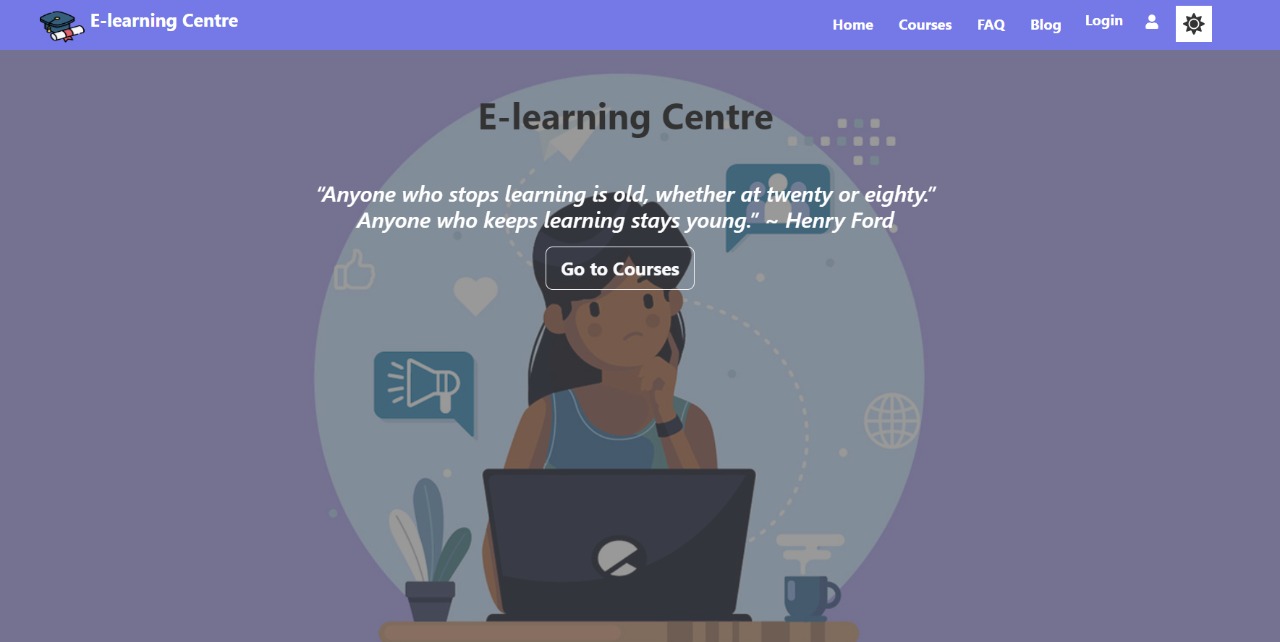 E-learning Centre
Home Courses FAQ Blog Login
E-learning Centre
“Anyone who stops learning is old, whether at twenty or eighty.”
Anyone who keeps learning stays young.” ~ Henry Ford
Go to Courses